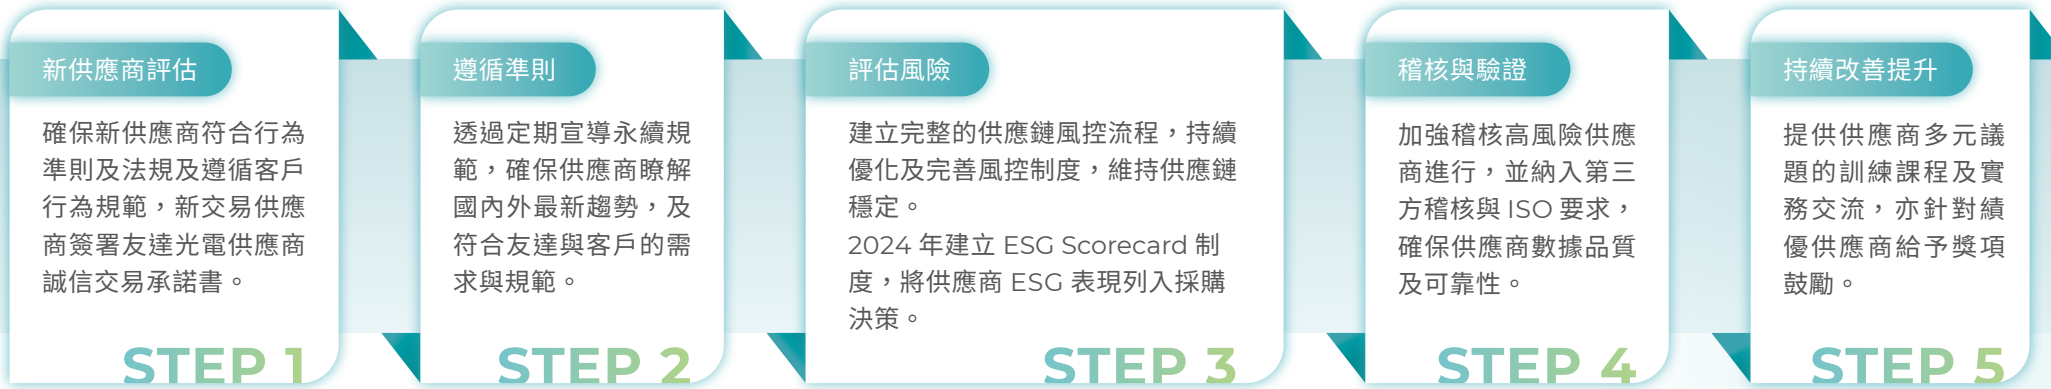 新供應商評估
確保新供應商符合行為
準則及法規及遵循客戶
行為規範，新交易供應
商簽署友達光電供應商
誠信交易承諾書。
STEP 1
遵循準則
透過定期宣導永續規
範，確保供應商瞭解
國內外最新趨勢，及
符合友達與客戶的需
求與規範。
STEP 2
評估風險
建立完整的供應鏈風控流程，持續
優化及完善風控制度，維持供應鏈
穩定。
2024 年建立 ESG Scorecard 制
度，將供應商 ESG 表現列入採購
決策。
STEP 3
稽核與驗證
加強稽核高風險供應
商進行，並納入第三
方稽核與 ISO 要求，
確保供應商數據品質
及可靠性。
STEP 4
持續改善提升
提供供應商多元議
題的訓練課程及實
務交流，亦針對績
優供應商給予獎項
鼓勵。
STEP 5